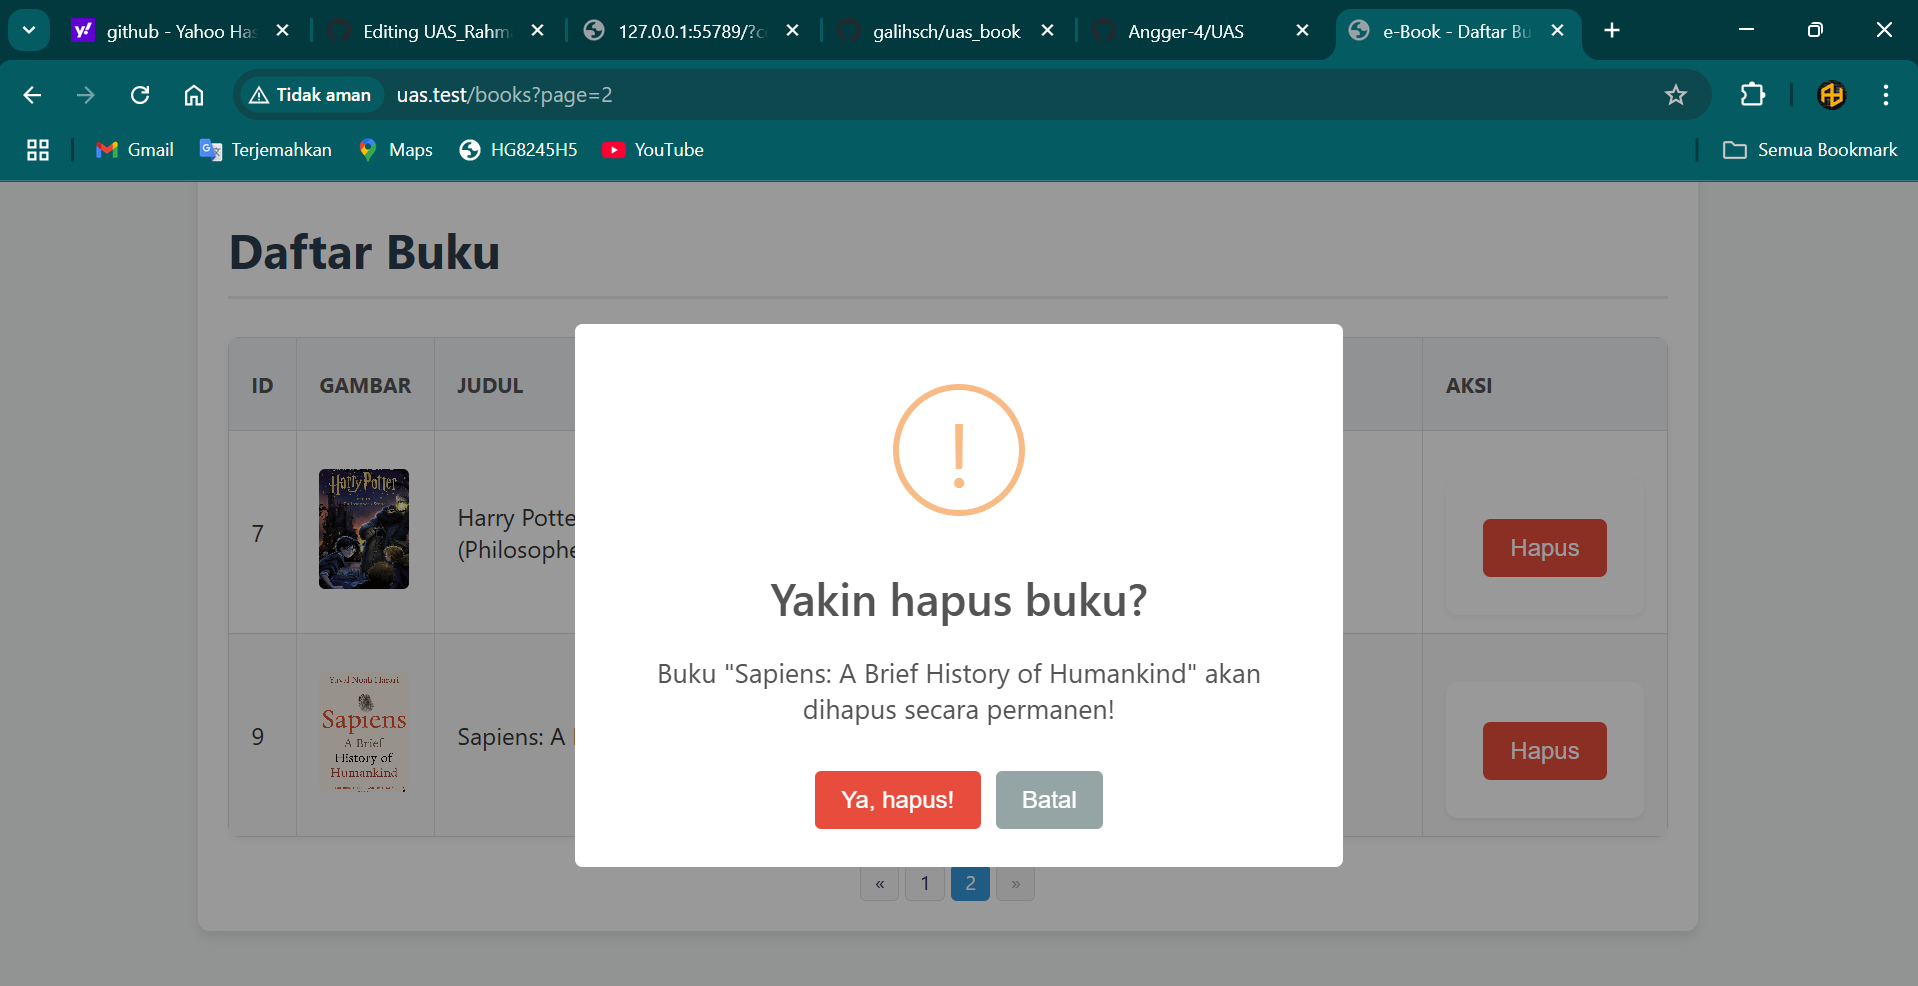 github - Yahoo Has
Editing UAS_Rahm
127.0.0.1:55789/?c
galihsch/uas_book
Angger-4/UAS
e-Book - Daftar Bu
Tidak aman
uas.test/books?page=2
Gmail
Terjemahkan
Maps
HG8245H5
YouTube
Semua Bookmark
Daftar Buku
ID
GAMBAR
JUDUL
AKSI
7
Harry Potter
Harry Potte
(Philosophe
Hapus
9
Yuval Noah Harari
Sapiens
A Brief
History of
Humankind
Sapiens: A
Hapus
!
Yakin hapus buku?
Buku "Sapiens: A Brief History of Humankind" akan
dihapus secara permanen!
Ya, hapus!
Batal
«
1
2
»